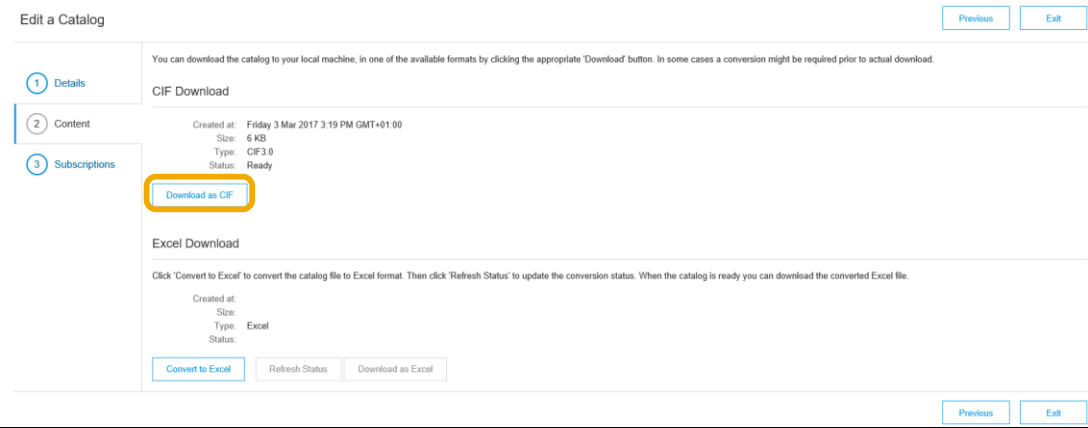 Edit a Catalog
Previous
Exit
1 Details
2 Content
3 Subscriptions
You can download the catalog to your local machine, in one of the available formats by clicking the appropriate 'Download' button. In some cases a conversion might be required prior to actual download.
CIF Download
Created at: Friday 3 Mar 2017 3:19 PM GMT+01:00
Size: 6 KB
Type: CIF3.0
Status: Ready
Download as CIF
Excel Download
Click 'Convert to Excel' to convert the catalog file to Excel format. Then click 'Refresh Status' to update the conversion status. When the catalog is ready you can download the converted Excel file.
Created at:
Size:
Type: Excel
Status:
Convert to Excel
Refresh Status
Download as Excel
Previous
Exit